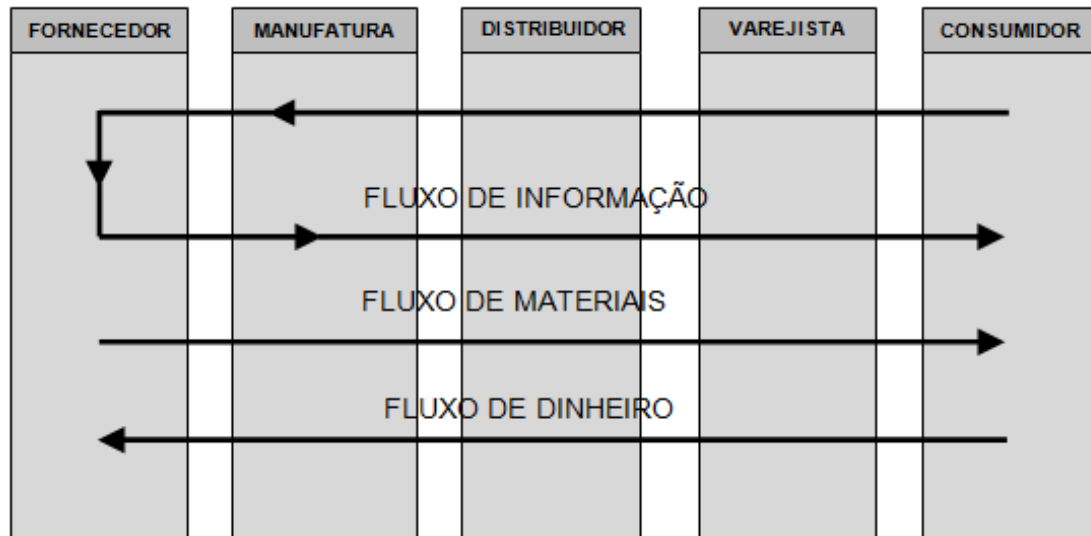 FORNECEDOR
MANUFATURA
DISTRIBUIDOR
VAREJISTA
CONSUMIDOR
FLUXO DE INFORMAÇÃO
FLUXO DE MATERIAIS
FLUXO DE DINHEIRO